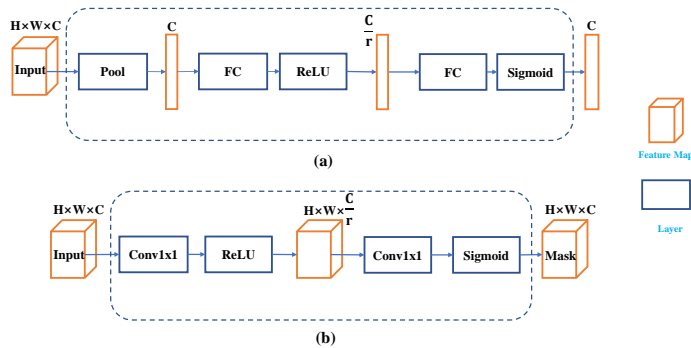 H×W×C
Input
Pool
C
FC
ReLU
C
r
FC
Sigmoid
C
(a)
Feature Map
Layer
H×W×C
Input
Conv1x1
ReLU
H×W×C
r
Conv1x1
Sigmoid
H×W×C
Mask
(b)